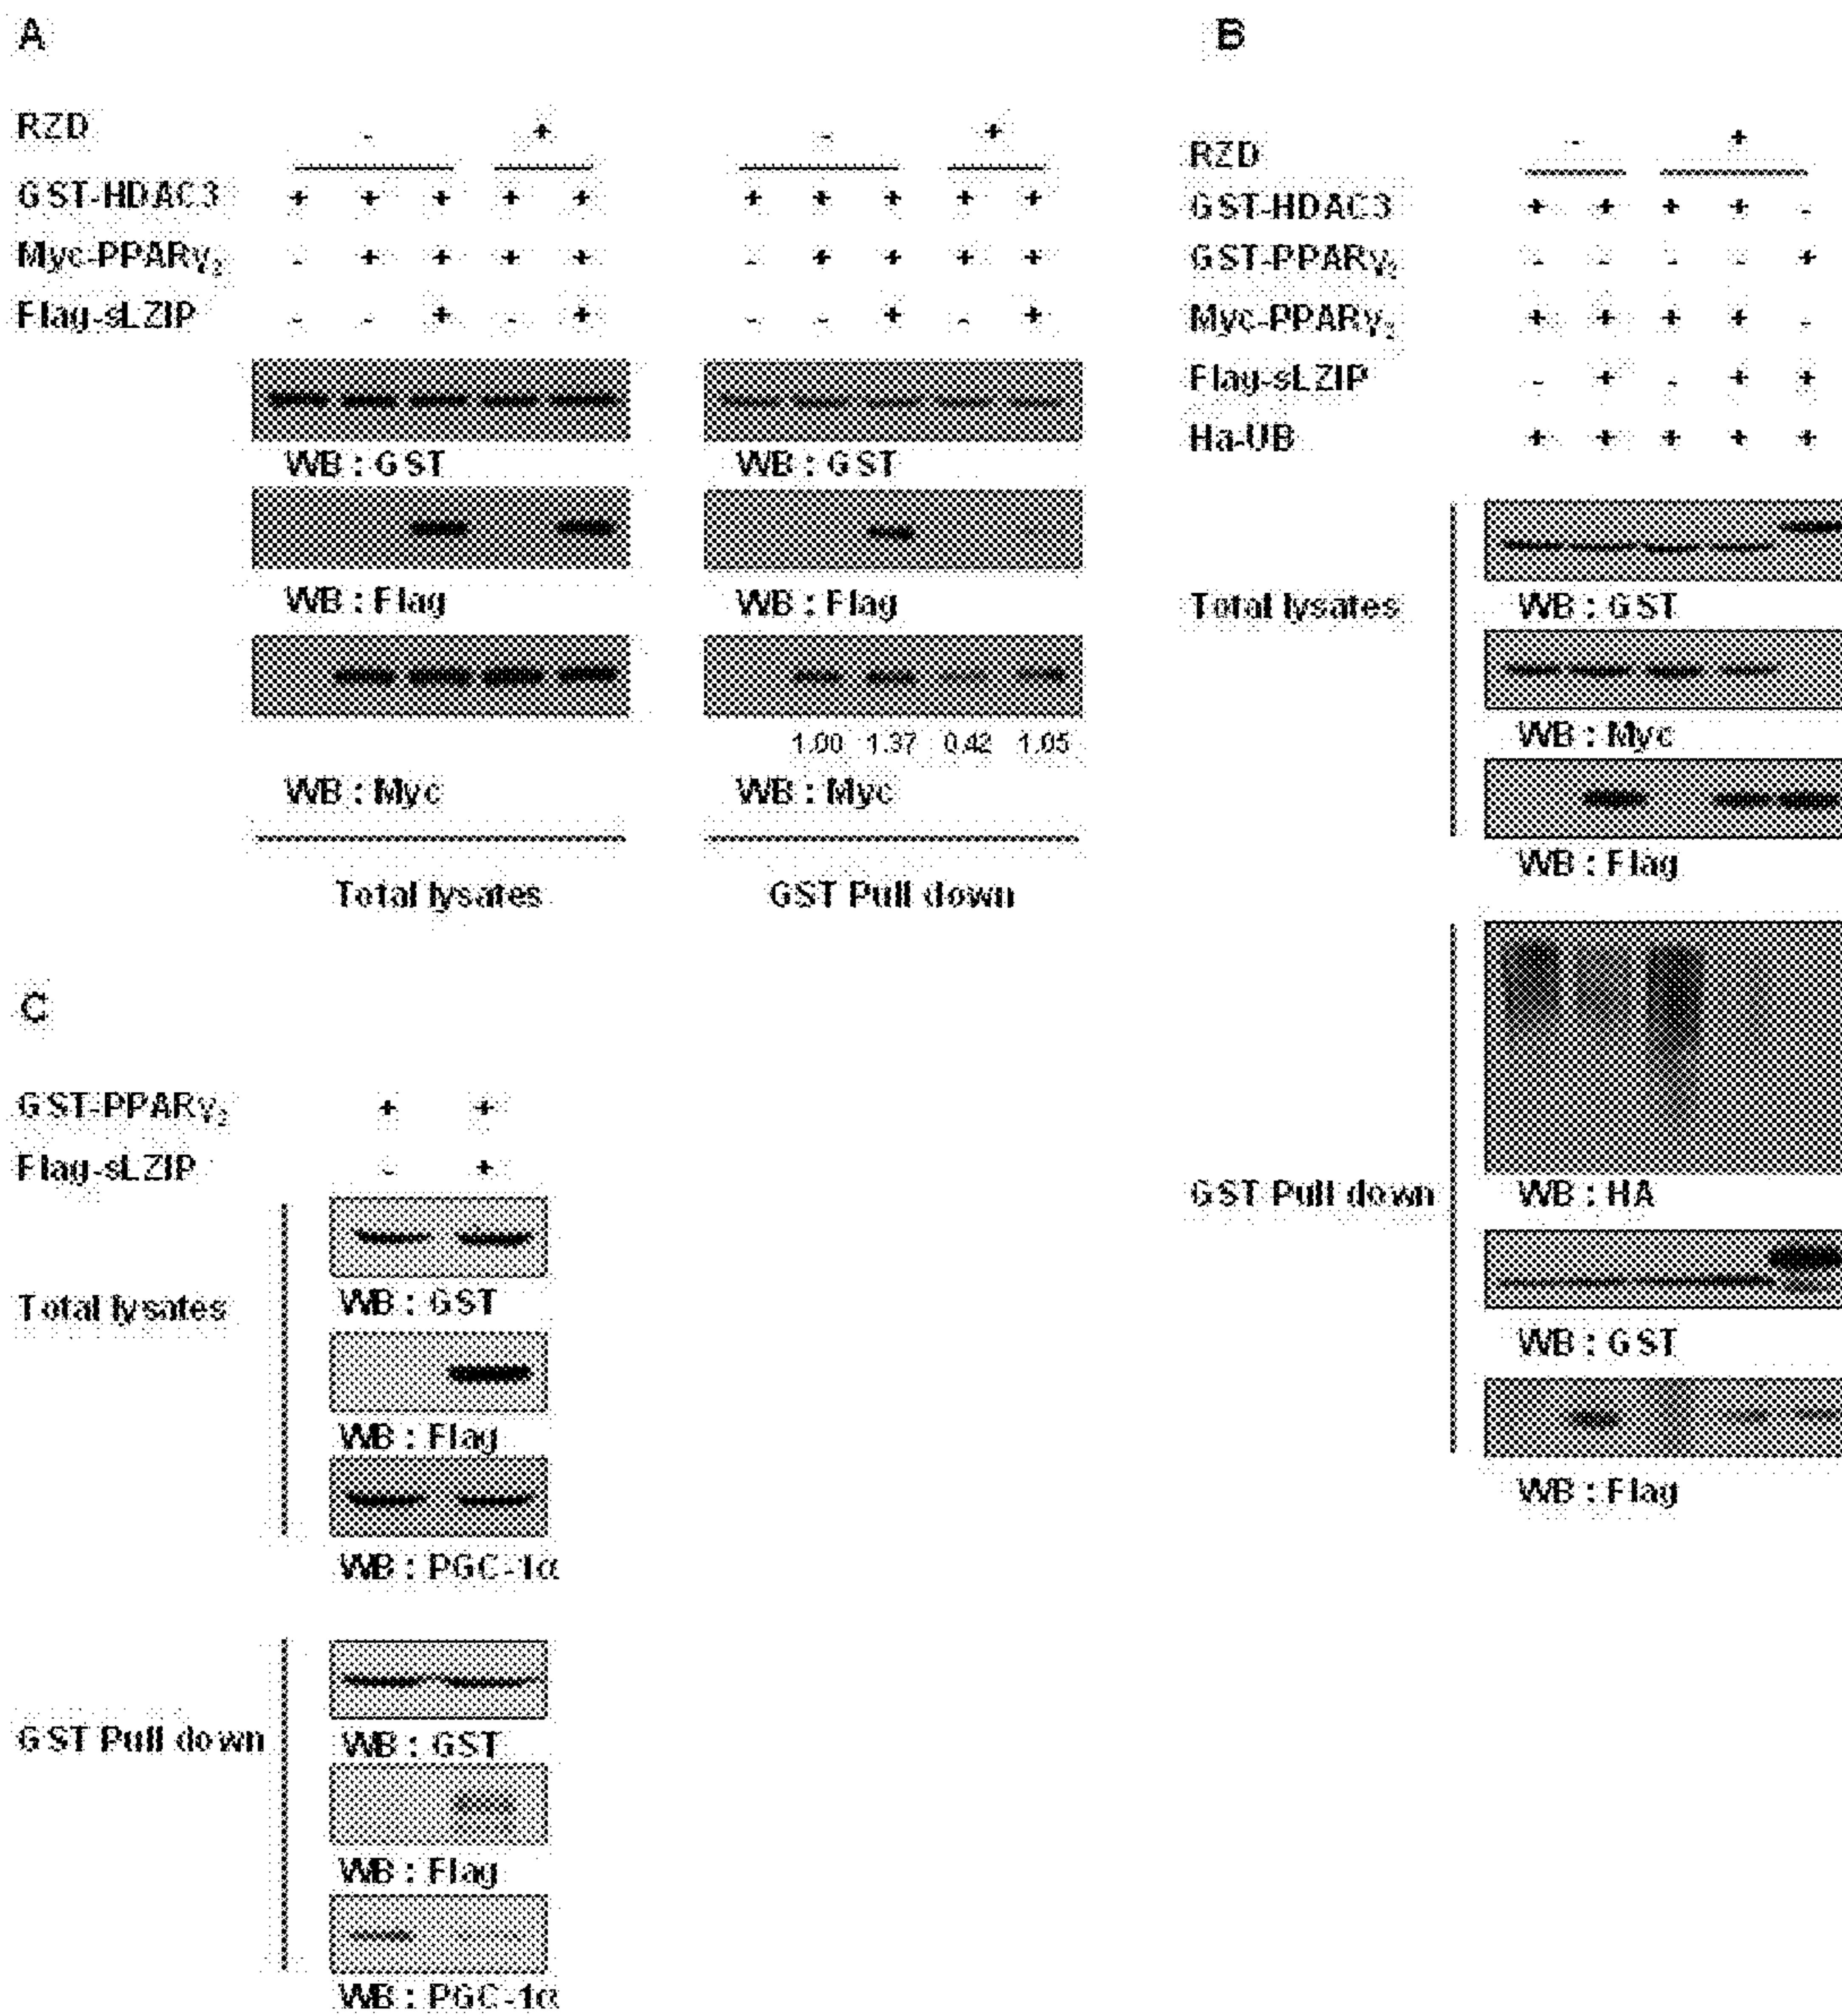 A
RZD - + - +
GST-HDAC3 + + + + + + + + + +
Myc-PPARγ2 - + + + + - + + + +
Flag-sLZIP - - + - + - - + - +
WB : GST WB : GST
WB : Flag WB : Flag
1.00 1.37 0.42 1.05
WB : Myc WB : Myc
Total lysates GST Pull down
B
RZD - +
GST-HDAC3 + + + + -
GST-PPARγ2 - - - - +
Myc-PPARγ2 + + + + -
Flag-sLZIP - + - + +
Ha-UB + + + + +
Total lysates
WB : GST
WB : Myc
WB : Flag
GST Pull down
WB : HA
WB : GST
WB : Flag
C
GST-PPARγ2 + +
Flag-sLZIP - +
Total lysates
WB : GST
WB : Flag
WB : PGC-1α
GST Pull down
WB : GST
WB : Flag
WB : PGC-1α